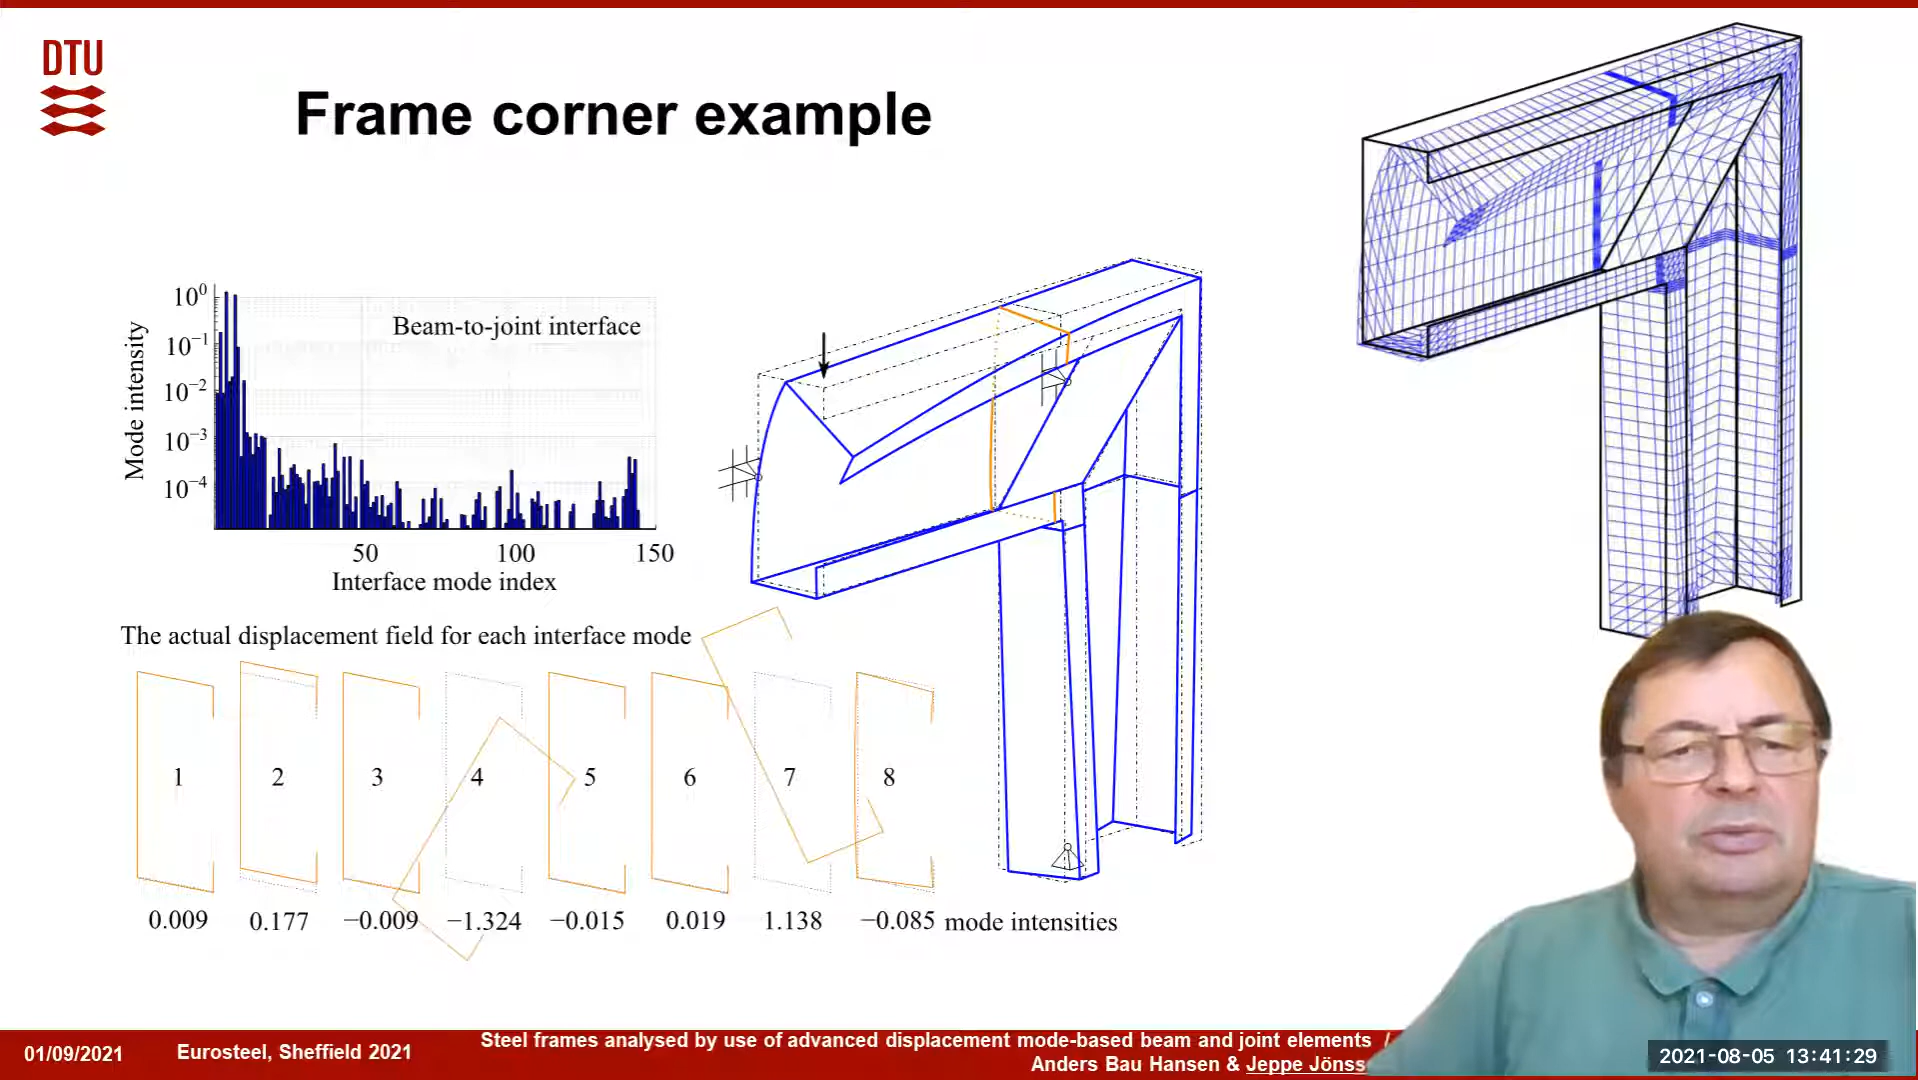 DTU
Frame corner example
Mode intensity
10⁰
10⁻¹
10⁻²
10⁻³
10⁻⁴
Beam-to-joint interface
50 100 150
Interface mode index
The actual displacement field for each interface mode
1 2 3 4 5 6 7 8
0.009 0.177 −0.009 −1.324 −0.015 0.019 1.138 −0.085 mode intensities
01/09/2021
Eurosteel, Sheffield 2021
Steel frames analysed by use of advanced displacement mode-based beam and joint elements /
Anders Bau Hansen & Jeppe Jönss
2021-08-05 13:41:29